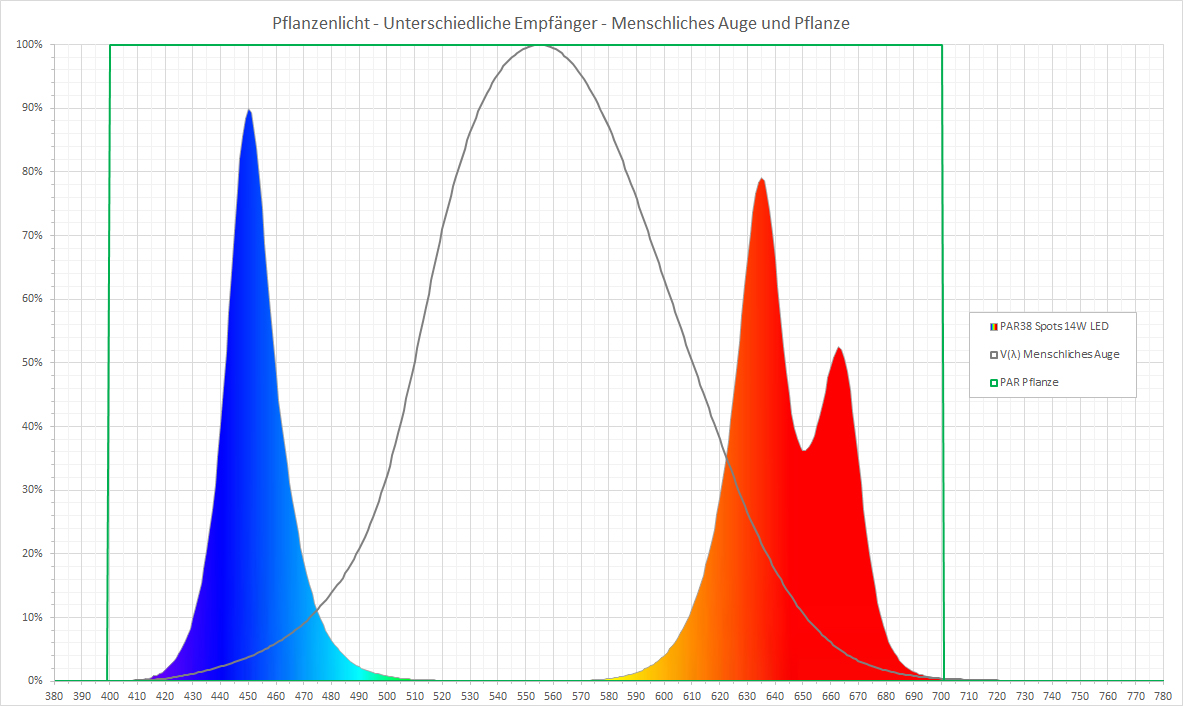 Pflanzenlicht - Unterschiedliche Empfänger - Menschliches Auge und Pflanze
100%
90%
80%
70%
60%
50%
40%
30%
20%
10%
0%
PAR38 Spots 14W LED
V(λ) Menschliches Auge
PAR Pflanze
380 390 400 410 420 430 440 450 460 470 480 490 500 510 520 530 540 550 560 570 580 590 600 610 620 630 640 650 660 670 680 690 700 710 720 730 740 750 760 770 780